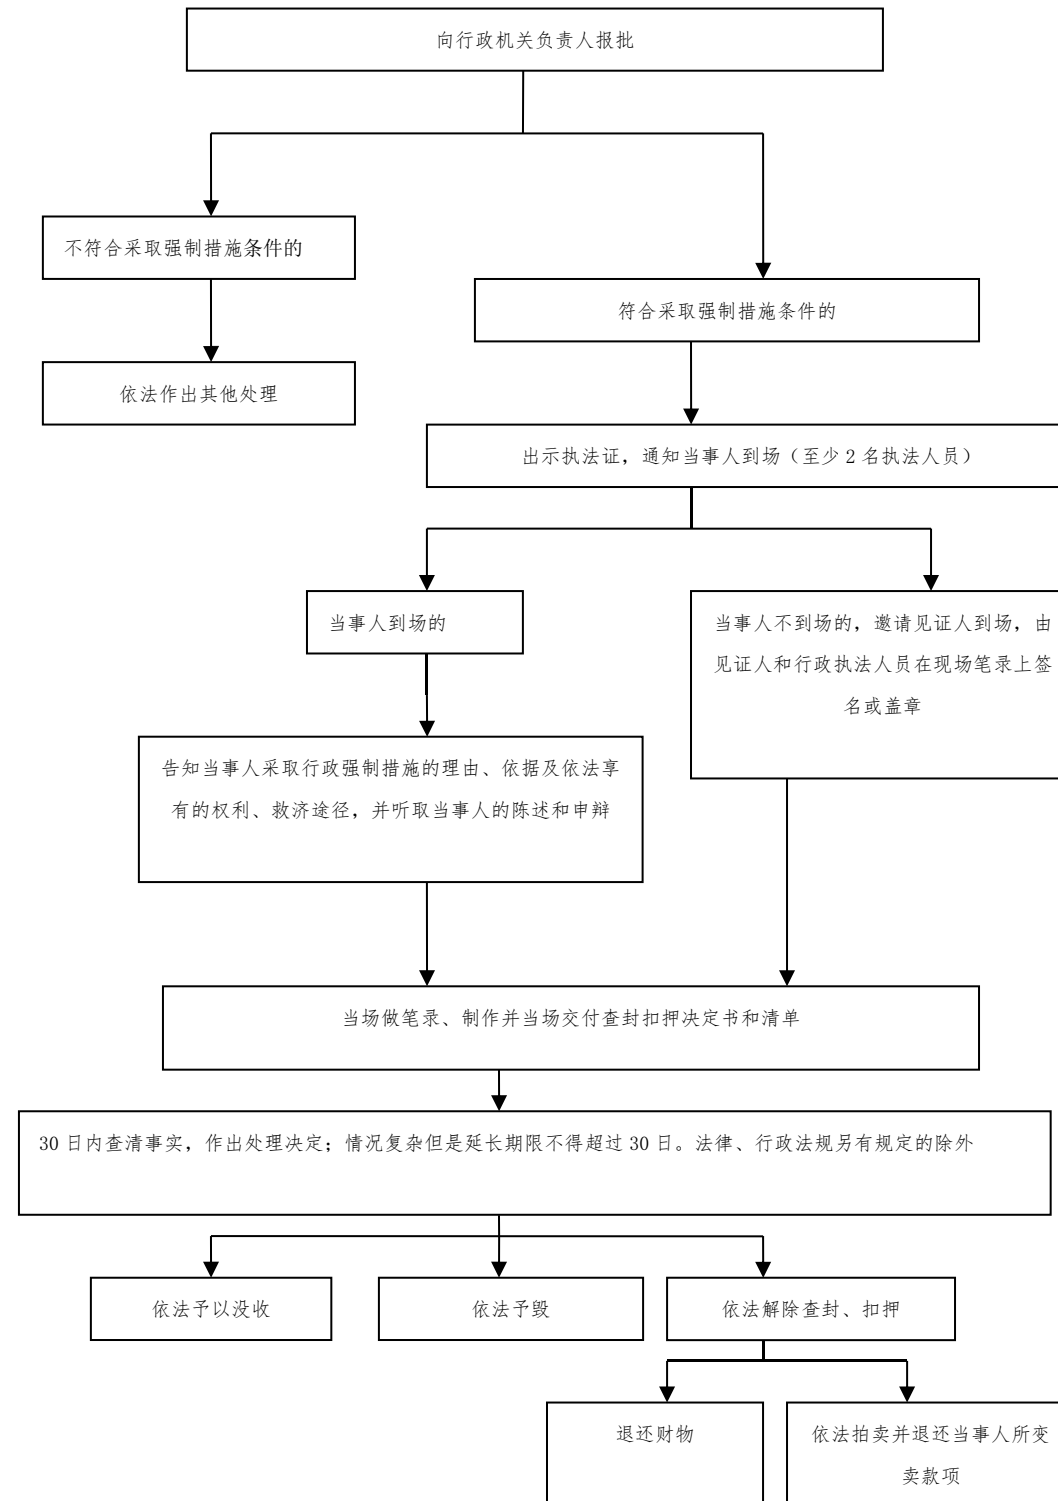 向行政机关负责人报批
不符合采取强制措施条件的
符合采取强制措施条件的
依法作出其他处理
出示执法证，通知当事人到场（至少 2 名执法人员）
当事人到场的
当事人不到场的，邀请见证人到场，由
见证人和行政执法人员在现场笔录上签
名或盖章
告知当事人采取行政强制措施的理由、依据及依法享
有的权利、救济途径，并听取当事人的陈述和申辩
当场做笔录、制作并当场交付查封扣押决定书和清单
30 日内查清事实，作出处理决定；情况复杂但是延长期限不得超过 30 日。法律、行政法规另有规定的除外
依法予以没收
依法予毁
依法解除查封、扣押
退还财物
依法拍卖并退还当事人所变
卖款项